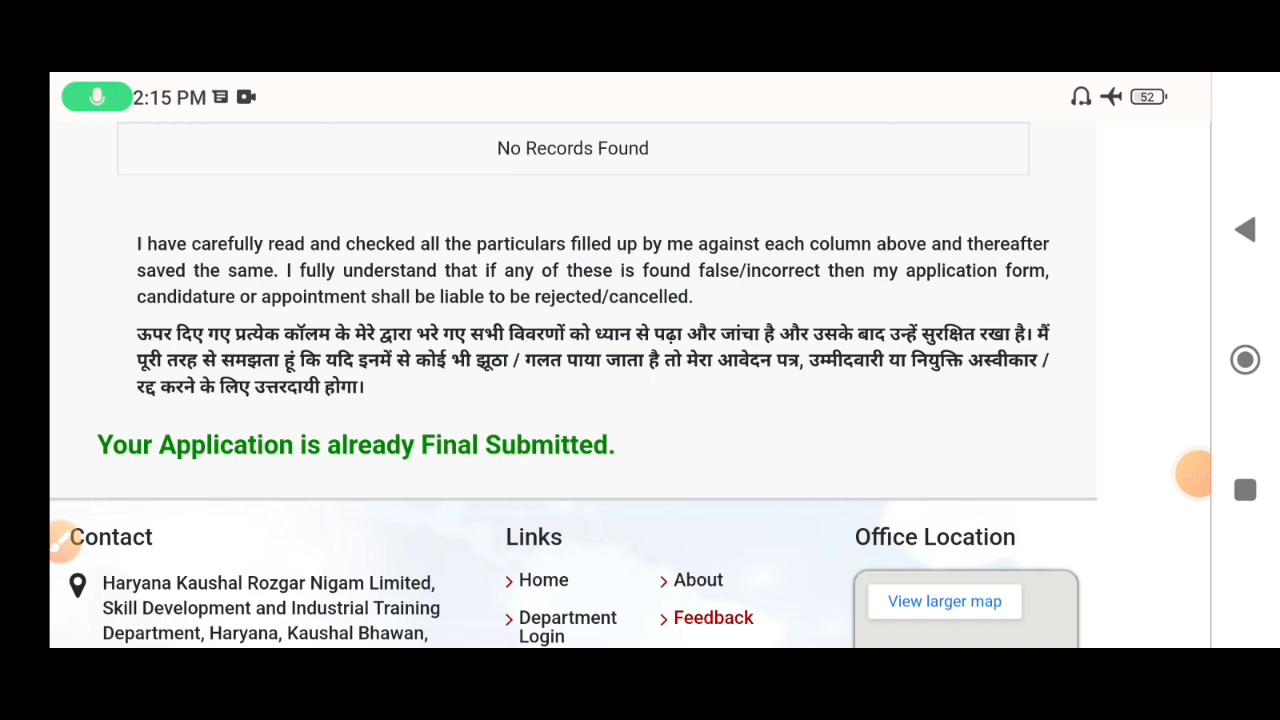 2:15 PM
52
No Records Found
I have carefully read and checked all the particulars filled up by me against each column above and thereafter
saved the same. I fully understand that if any of these is found false/incorrect then my application form,
candidature or appointment shall be liable to be rejected/cancelled.
ऊपर दिए गए प्रत्येक कॉलम के मेरे द्वारा भरे गए सभी विवरणों को ध्यान से पढ़ा और जांचा है और उसके बाद उन्हें सुरक्षित रखा है। मैं
पूरी तरह से समझता हूं कि यदि इनमें से कोई भी झूठा / गलत पाया जाता है तो मेरा आवेदन पत्र, उम्मीदवारी या नियुक्ति अस्वीकार /
रद्द करने के लिए उत्तरदायी होगा।
Your Application is already Final Submitted.
Contact
Haryana Kaushal Rozgar Nigam Limited,
Skill Development and Industrial Training
Department, Haryana, Kaushal Bhawan,
Links
Home
About
Department
Login
Feedback
Office Location
View larger map